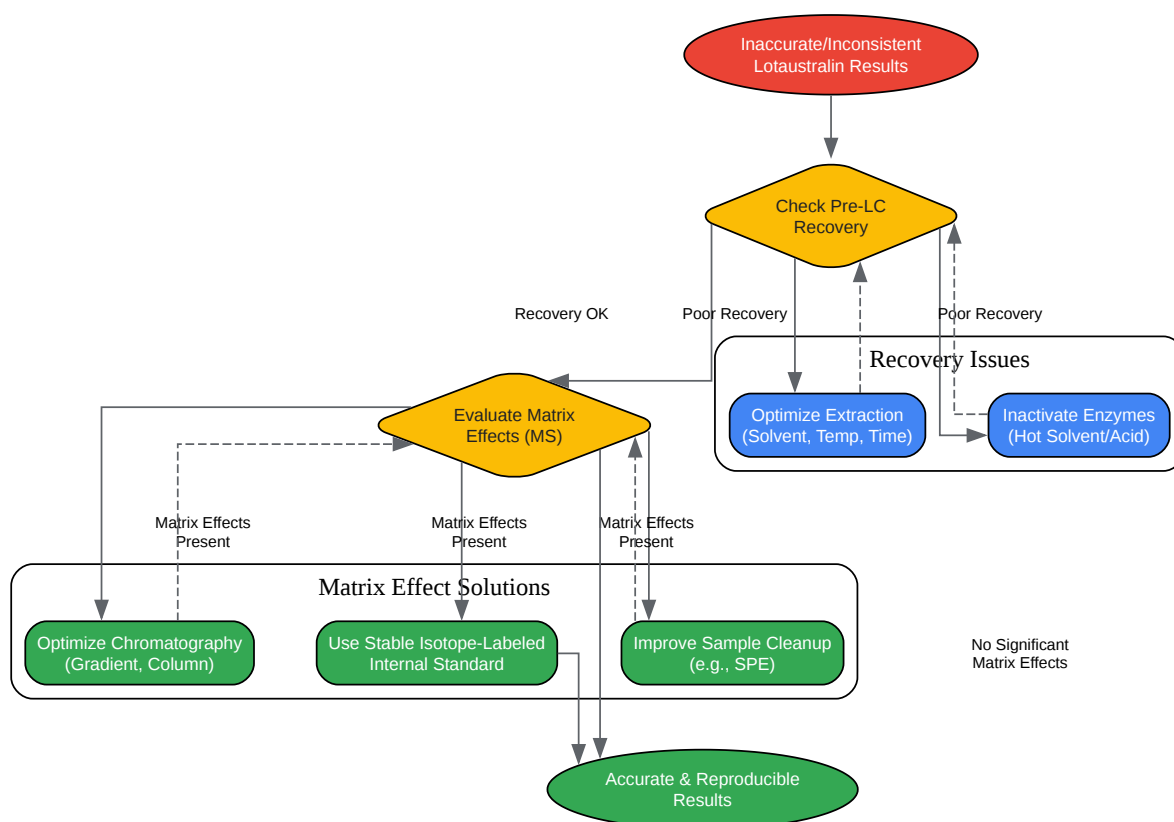 Inaccurate/Inconsistent
Lotaustralin Results
Check Pre-LC
Recovery
Recovery OK
Poor Recovery
Poor Recovery
Recovery Issues
Optimize Extraction
(Solvent, Temp, Time)
Inactivate Enzymes
(Hot Solvent/Acid)
Evaluate Matrix
Effects (MS)
Matrix Effects
Present
Matrix Effects
Present
Matrix Effects
Present
Matrix Effect Solutions
Optimize Chromatography
(Gradient, Column)
Use Stable Isotope-Labeled
Internal Standard
Improve Sample Cleanup
(e.g., SPE)
No Significant
Matrix Effects
Accurate & Reproducible
Results